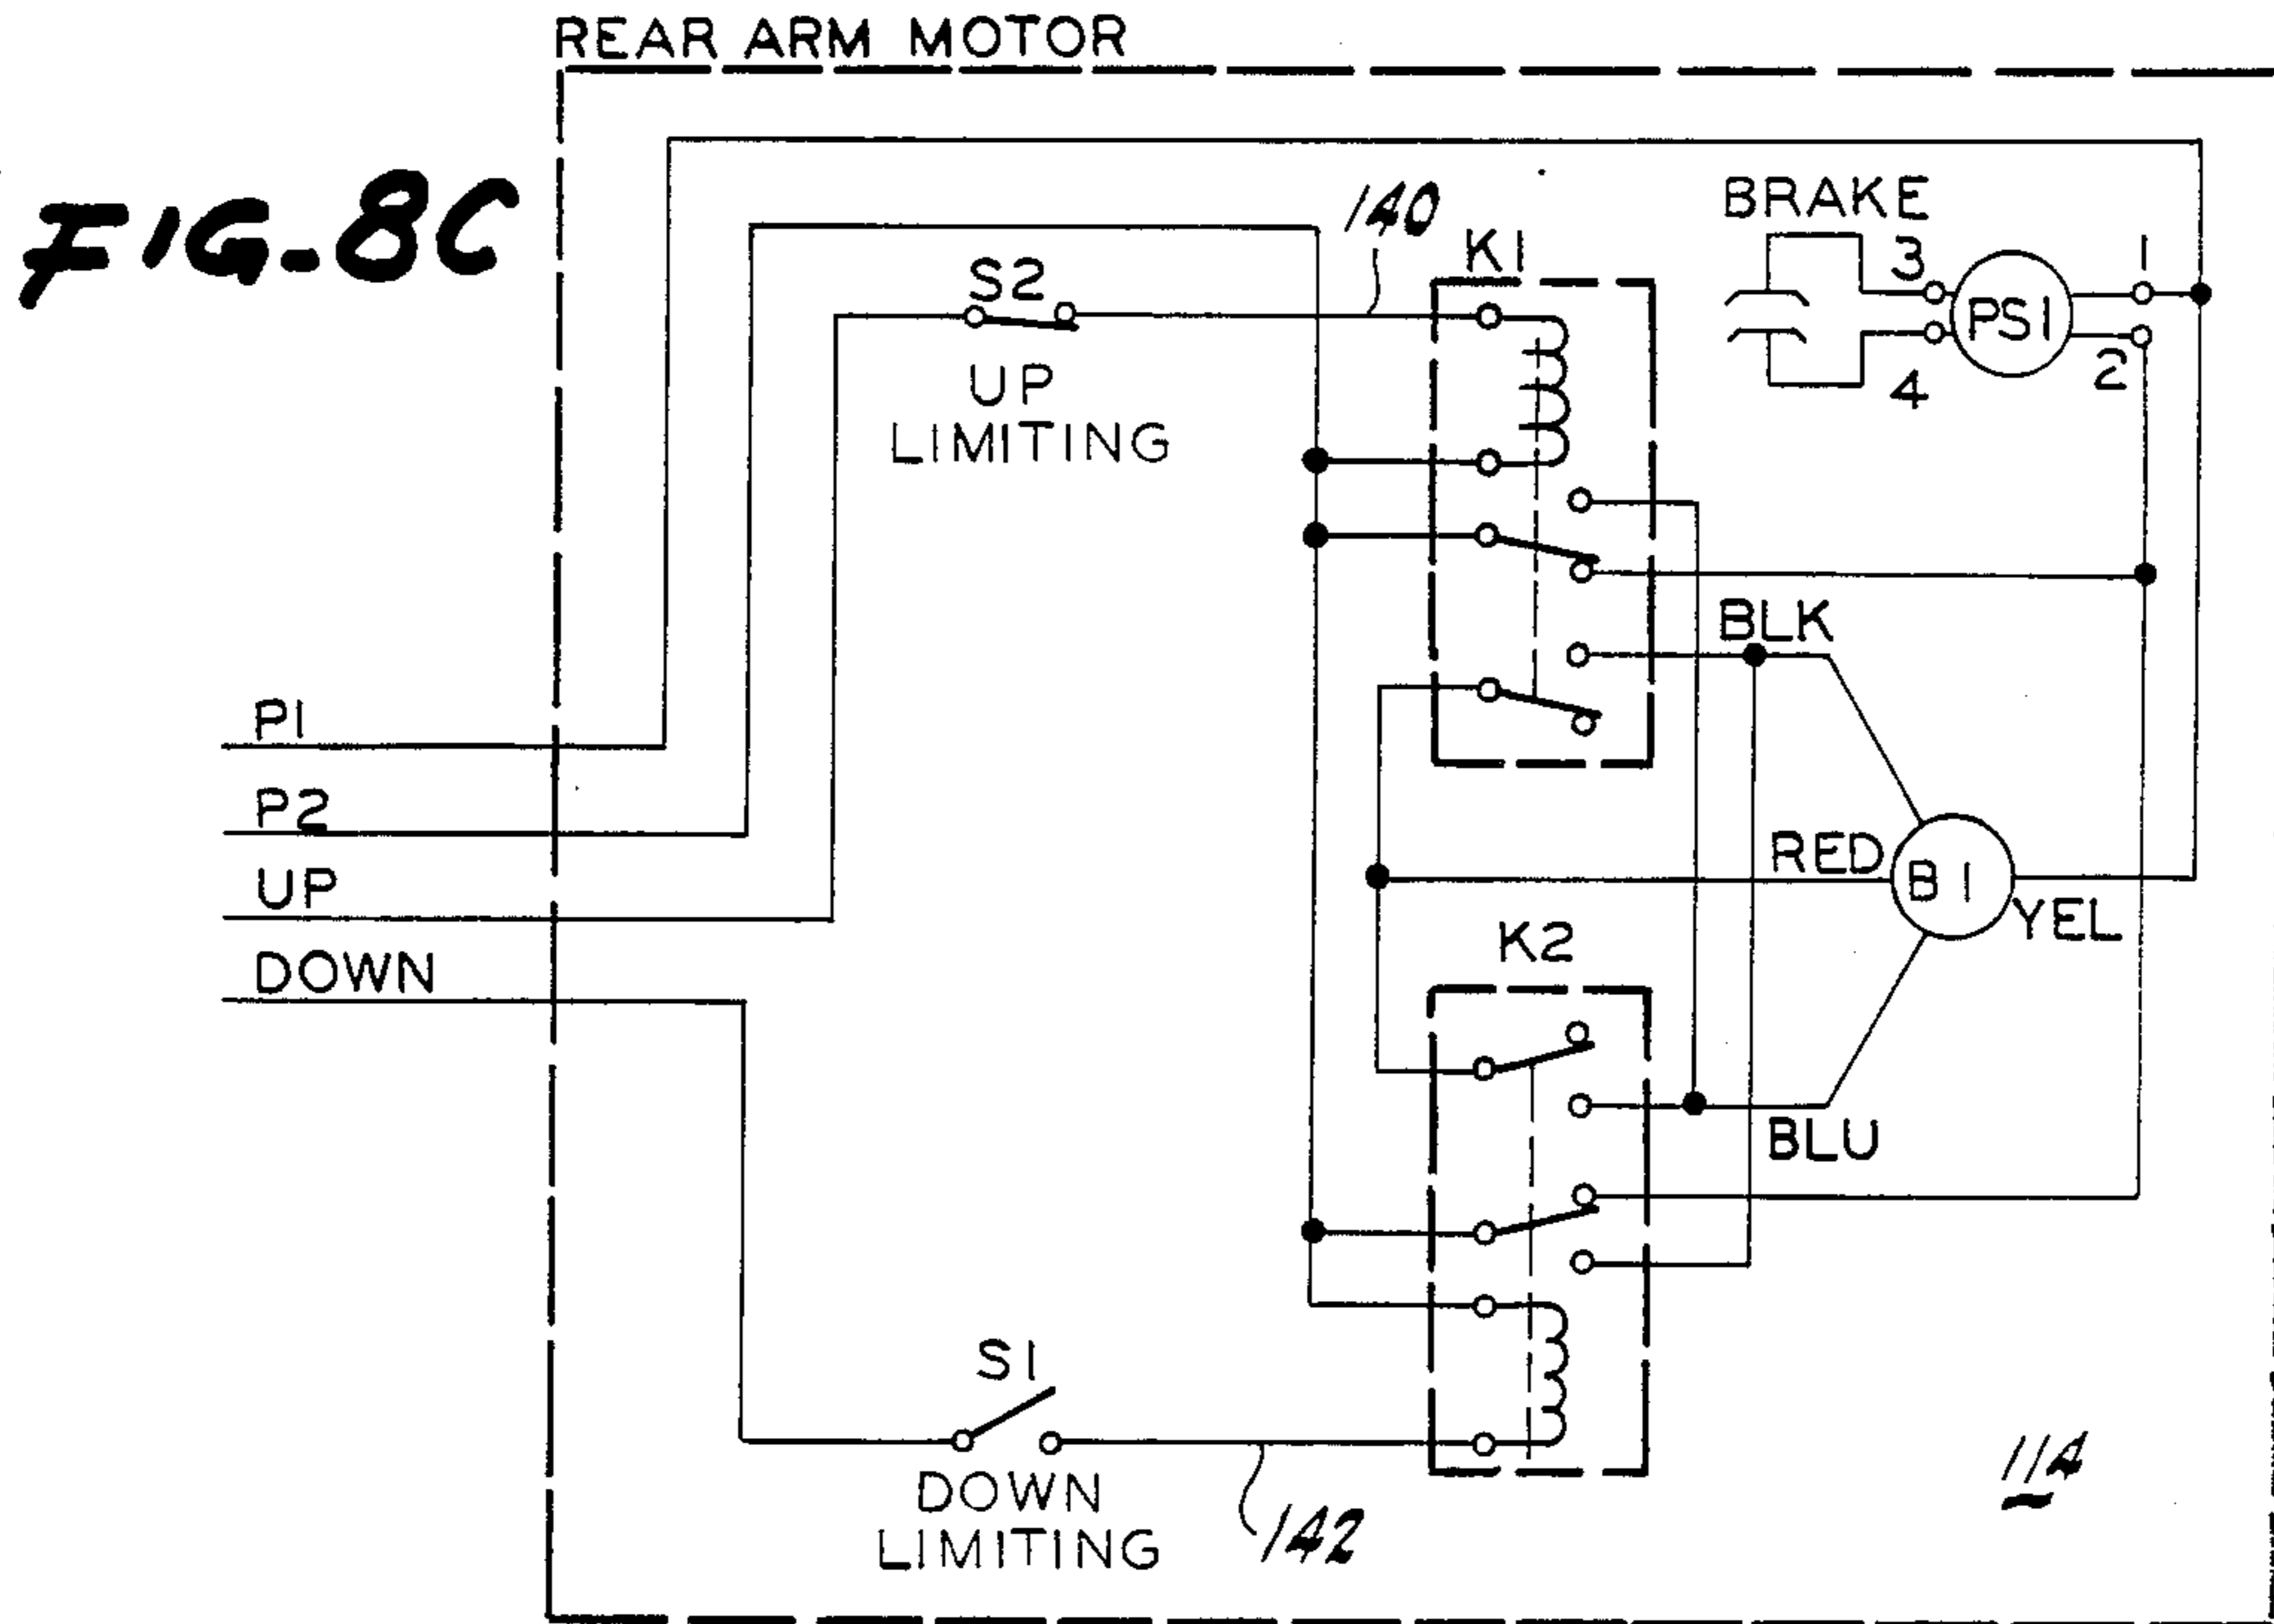 REAR ARM MOTOR
FIG. 8C
140
BRAKE
K1
3
1
S2
PS1
UP
LIMITING
4
2
BLK
P1
P2
RED
B1
UP
YEL
K2
DOWN
BLU
S1
DOWN
LIMITING
142
114